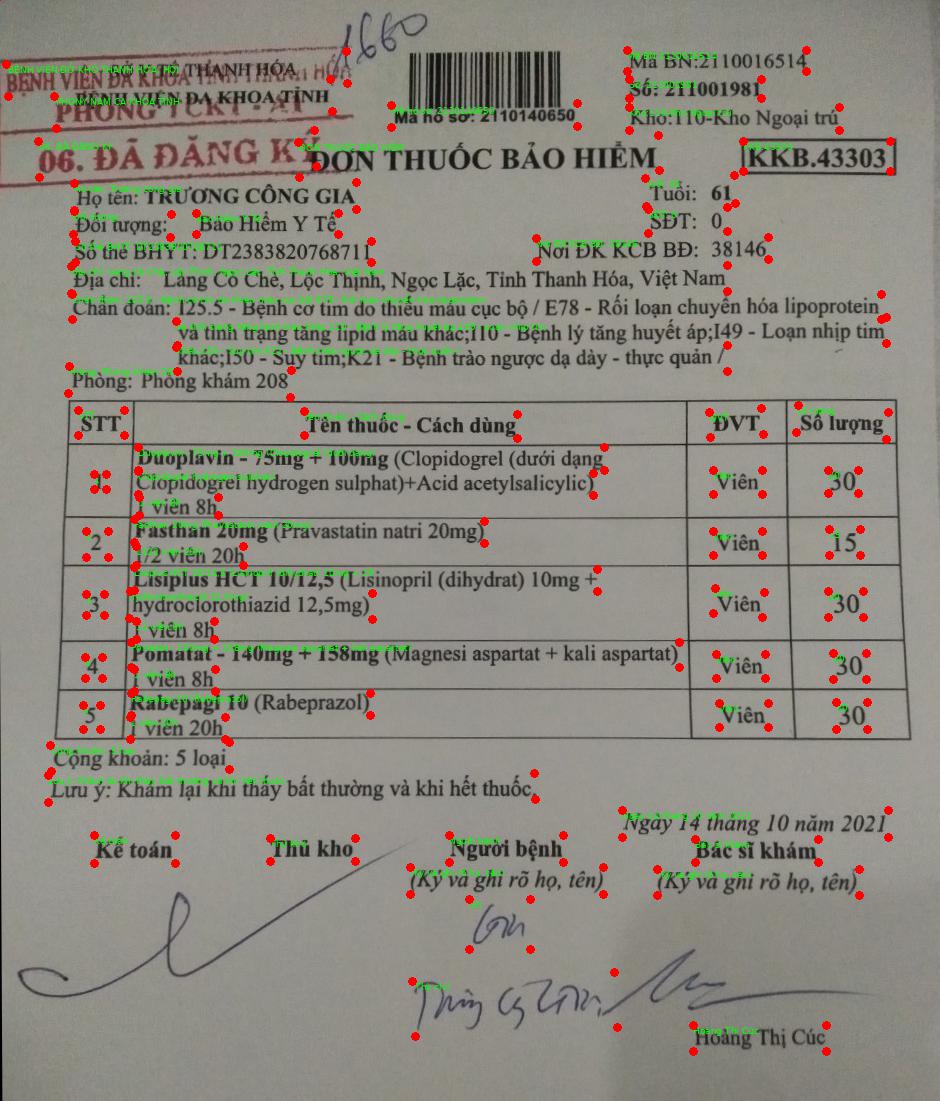 1660
SỞ Y TẾ THANH HÓA
BỆNH VIỆN ĐA KHOA TỈNH
BỆNH VIỆN ĐA KHOA TỈNH THANH HÓA
PHÒNG TCKT - AT
06. ĐÃ ĐĂNG KÝ
Mã hồ sơ: 2110140650
Mã BN:2110016514
Số: 211001981
Kho:110-Kho Ngoại trú
ĐƠN THUỐC BẢO HIỂM
KKB.43303
Họ tên: TRƯƠNG CÔNG GIA
Tuổi: 61
Đối tượng: Bảo Hiểm Y Tế
SĐT: 0
Số thẻ BHYT: DT2383820768711
Nơi ĐK KCB BĐ: 38146
Địa chỉ: Làng Cò Chè, Lộc Thịnh, Ngọc Lặc, Tỉnh Thanh Hóa, Việt Nam
Chẩn đoán: I25.5 - Bệnh cơ tim do thiếu máu cục bộ / E78 - Rối loạn chuyển hóa lipoprotein
và tình trạng tăng lipid máu khác;I10 - Bệnh lý tăng huyết áp;I49 - Loạn nhịp tim
khác;I50 - Suy tim;K21 - Bệnh trào ngược dạ dày - thực quản /
Phòng: Phòng khám 208
STT Tên thuốc - Cách dùng ĐVT Số lượng
1 Duoplavin - 75mg + 100mg (Clopidogrel (dưới dạng
Clopidogrel hydrogen sulphat)+Acid acetylsalicylic) Viên 30
1 viên 8h
2 Fasthan 20mg (Pravastatin natri 20mg) Viên 15
1/2 viên 20h
3 Lisiplus HCT 10/12,5 (Lisinopril (dihydrat) 10mg +
hydroclorothiazid 12,5mg) Viên 30
1 viên 8h
4 Pomatat - 140mg + 158mg (Magnesi aspartat + kali aspartat) Viên 30
1 viên 8h
5 Rabepagi 10 (Rabeprazol) Viên 30
1 viên 20h
Cộng khoản: 5 loại
Lưu ý: Khám lại khi thấy bất thường và khi hết thuốc.
Ngày 14 tháng 10 năm 2021
Kế toán Thủ kho Người bệnh Bác sĩ khám
(Ký và ghi rõ họ, tên) (Ký và ghi rõ họ, tên)
Hoàng Thị Cúc